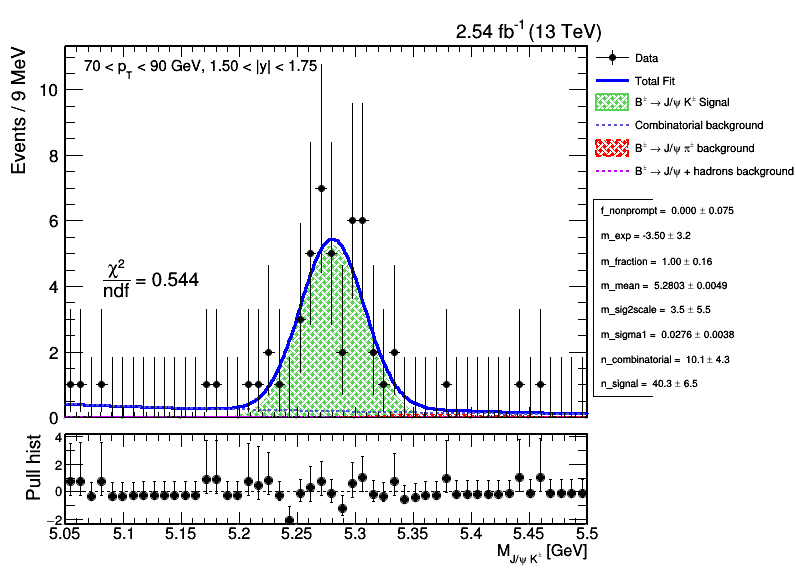 2.54 fb⁻¹ (13 TeV)
70 < p_T < 90 GeV, 1.50 < |y| < 1.75
Events / 9 MeV
10
8
6
4
2
0
χ²/ndf = 0.544
Data
Total Fit
B± → J/ψ K± Signal
Combinatorial background
B± → J/ψ π± background
B± → J/ψ + hadrons background
f_nonprompt = 0.000 ± 0.075
m_exp = -3.50 ± 3.2
m_fraction = 1.00 ± 0.16
m_mean = 5.2803 ± 0.0049
m_sig2scale = 3.5 ± 5.5
m_sigma1 = 0.0276 ± 0.0038
n_combinatorial = 10.1 ± 4.3
n_signal = 40.3 ± 6.5
Pull hist
4
2
0
−2
5.05 5.1 5.15 5.2 5.25 5.3 5.35 5.4 5.45 5.5
M_J/ψ K± [GeV]